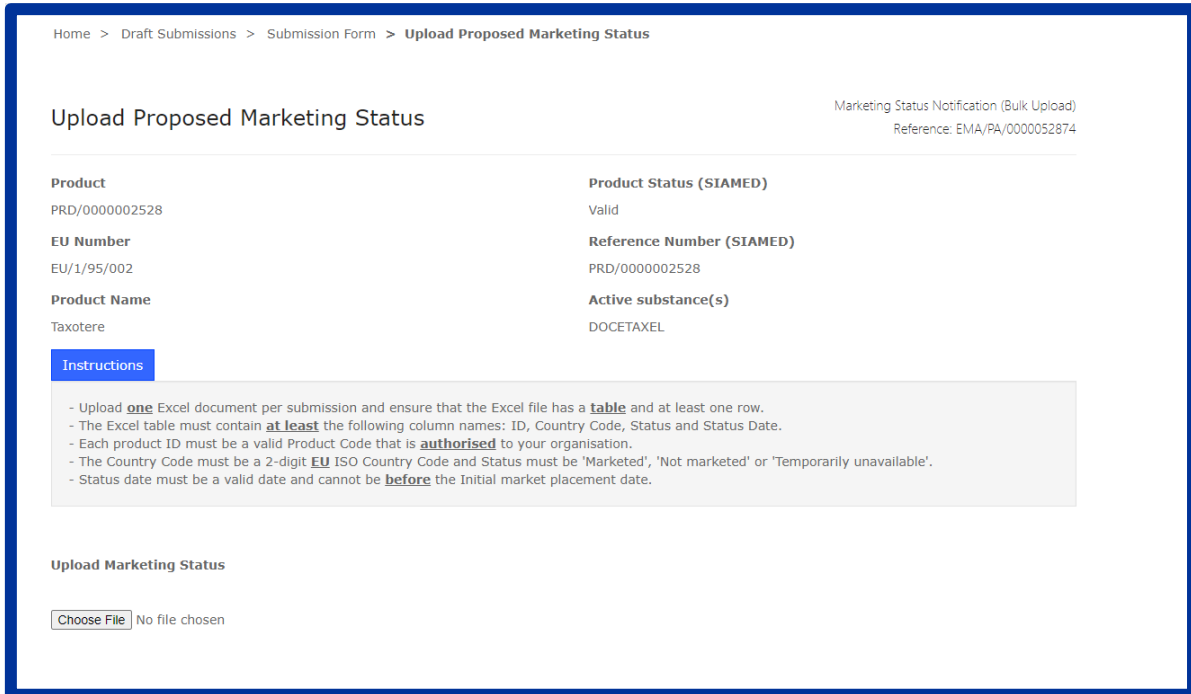 Home > Draft Submissions > Submission Form > Upload Proposed Marketing Status
Upload Proposed Marketing Status
Marketing Status Notification (Bulk Upload)
Reference: EMA/PA/0000052874
Product
PRD/0000002528
Product Status (SIAMED)
Valid
EU Number
EU/1/95/002
Reference Number (SIAMED)
PRD/0000002528
Product Name
Taxotere
Active substance(s)
DOCETAXEL
Instructions
- Upload one Excel document per submission and ensure that the Excel file has a table and at least one row.
- The Excel table must contain at least the following column names: ID, Country Code, Status and Status Date.
- Each product ID must be a valid Product Code that is authorised to your organisation.
- The Country Code must be a 2-digit EU ISO Country Code and Status must be 'Marketed', 'Not marketed' or 'Temporarily unavailable'.
- Status date must be a valid date and cannot be before the Initial market placement date.
Upload Marketing Status
Choose File No file chosen